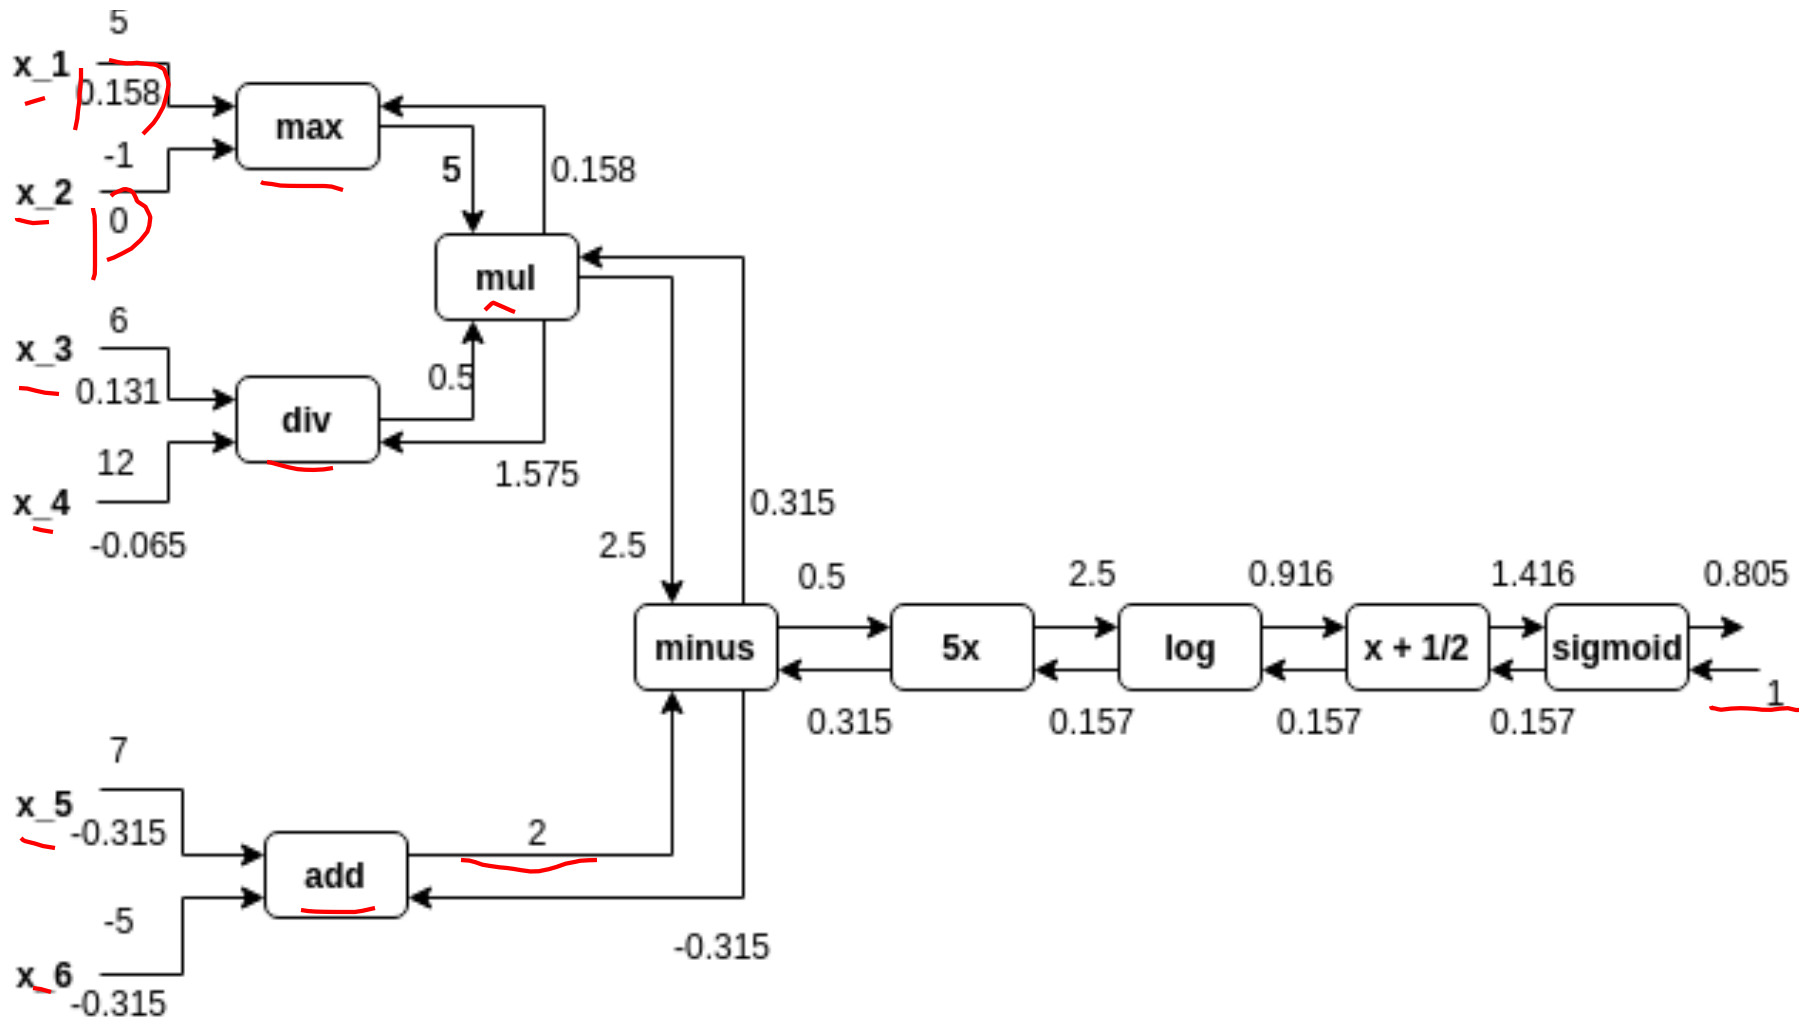 5
x_1
0.158
max
-1
5
0.158
x_2
0
mul
6
x_3
0.131
0.5
div
12
1.575
x_4
0.315
-0.065
2.5
0.5
2.5
0.916
1.416
0.805
minus
5x
log
x + 1/2
sigmoid
1
0.315
0.157
0.157
0.157
7
x_5
-0.315
2
add
-5
-0.315
x_6
-0.315